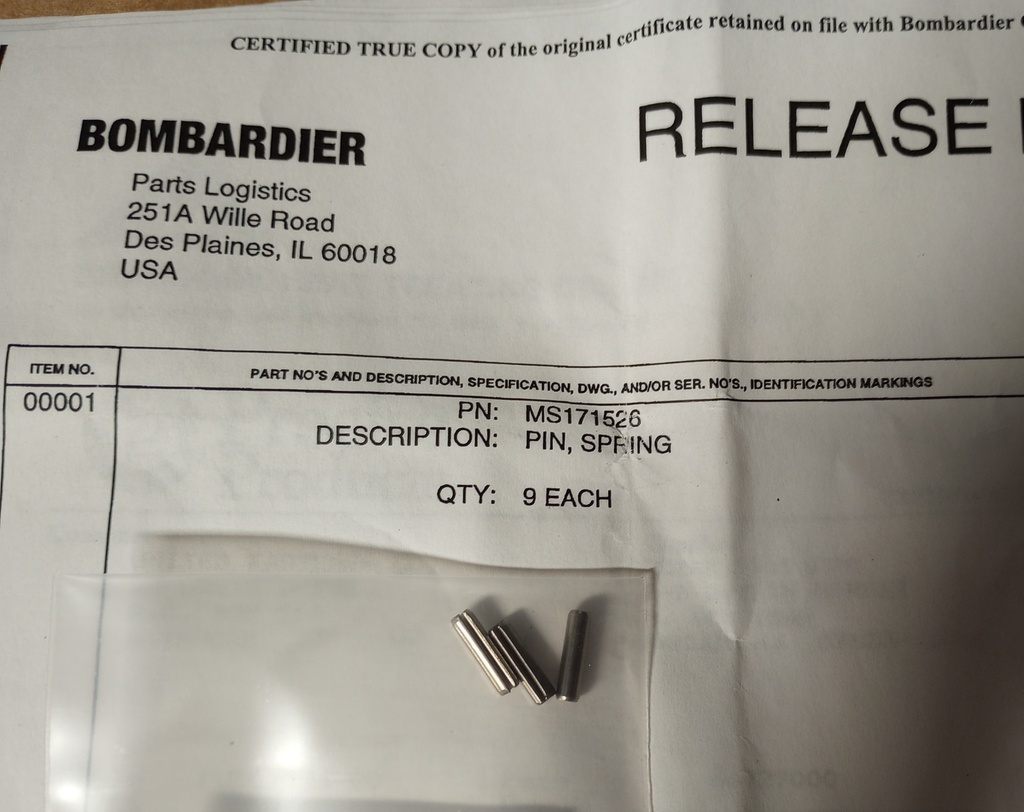 CERTIFIED TRUE COPY of the original certificate retained on file with Bombardier
BOMBARDIER
RELEASE
Parts Logistics
251A Wille Road
Des Plaines, IL 60018
USA
ITEM NO.
PART NO'S AND DESCRIPTION, SPECIFICATION, DWG., AND/OR SER. NO'S., IDENTIFICATION MARKINGS
00001
PN: MS171526
DESCRIPTION: PIN, SPRING
QTY: 9 EACH